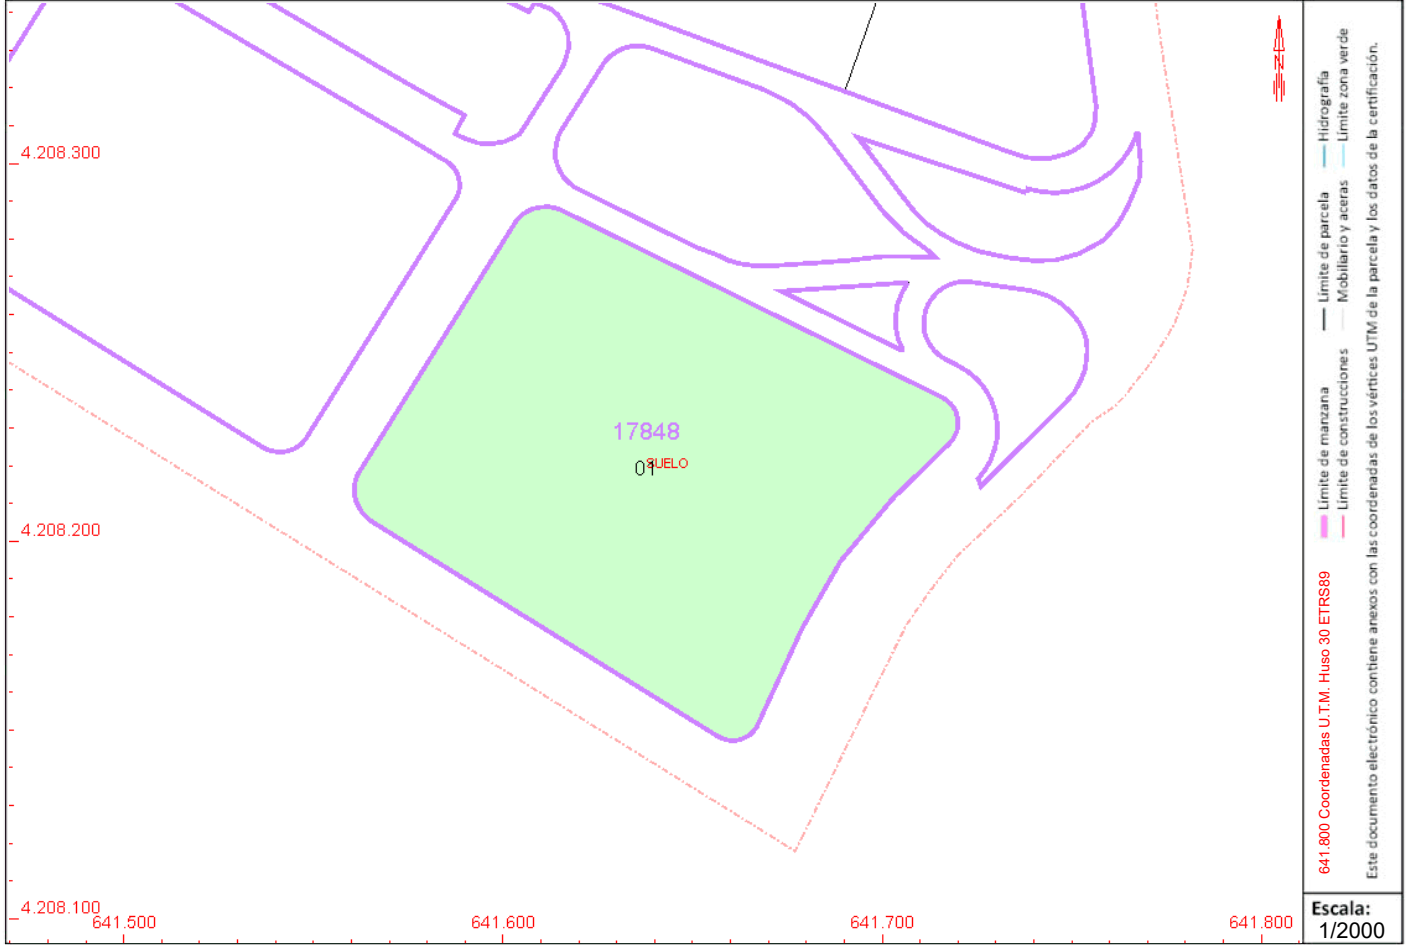 4.208.300
17848
SUELO
01
4.208.200
4.208.100
641.500
641.600
641.700
641.800
N
641.800 Coordenadas U.T.M. Huso 30 ETRS89
Límite de manzana
Límite de parcela
Hidrografía
Límite de construcciones
Mobiliario y aceras
Límite zona verde
Este documento electrónico contiene anexos con las coordenadas de los vértices UTM de la parcela y los datos de la certificación.
Escala:
1/2000